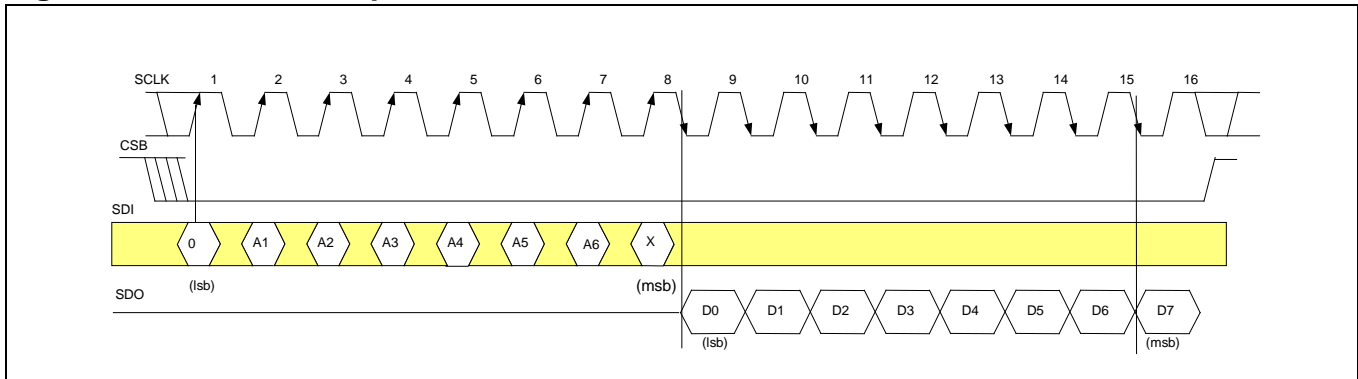 SCLK 1 2 3 4 5 6 7 8 9 10 11 12 13 14 15 16
CSB
SDI
0 A1 A2 A3 A4 A5 A6 X
(lsb) (msb)
SDO
D0 D1 D2 D3 D4 D5 D6 D7
(lsb) (msb)